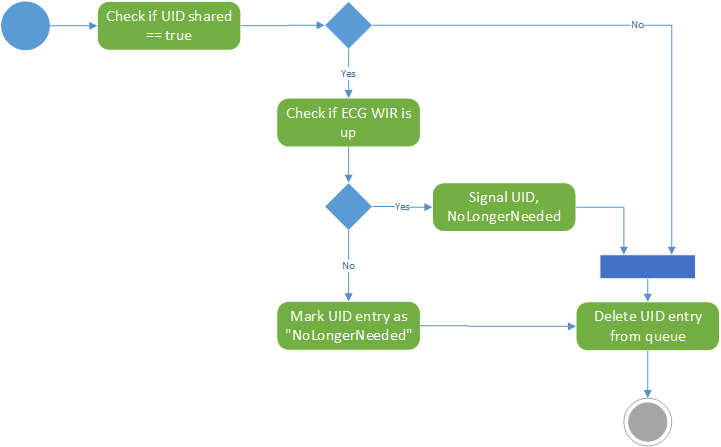 Check if UID shared
== true
No
Yes
Check if ECG WIR is
up
Yes
Signal UID,
NoLongerNeeded
No
Mark UID entry as
"NoLongerNeeded"
Delete UID entry
from queue